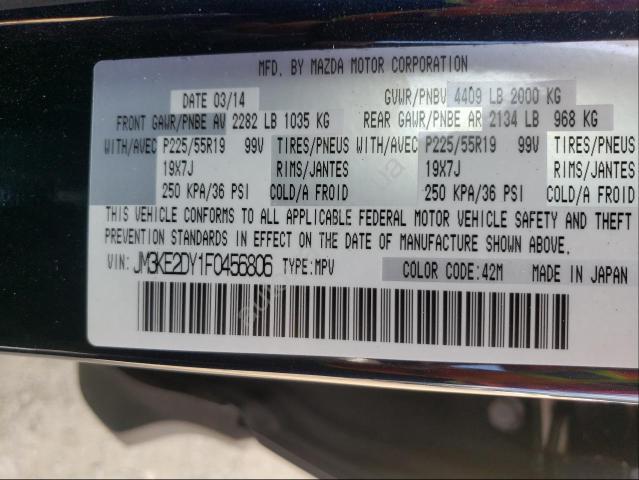 MFD. BY MAZDA MOTOR CORPORATION
DATE 03/14 GVWR/PNBV 4409 LB 2000 KG
FRONT GAWR/PNBE AV 2282 LB 1035 KG REAR GAWR/PNBE AR 2134 LB 968 KG
WITH/AVEC P225/55R19 99V TIRES/PNEUS WITH/AVEC P225/55R19 99V TIRES/PNEUS
19X7J RIMS/JANTES 19X7J RIMS/JANTES
250 KPA/36 PSI COLD/A FROID 250 KPA/36 PSI COLD/A FROID
THIS VEHICLE CONFORMS TO ALL APPLICABLE FEDERAL MOTOR VEHICLE SAFETY AND THEFT
PREVENTION STANDARDS IN EFFECT ON THE DATE OF MANUFACTURE SHOWN ABOVE.
VIN: JM3KE2DY1F0456806 TYPE:MPV COLOR CODE:42M MADE IN JAPAN